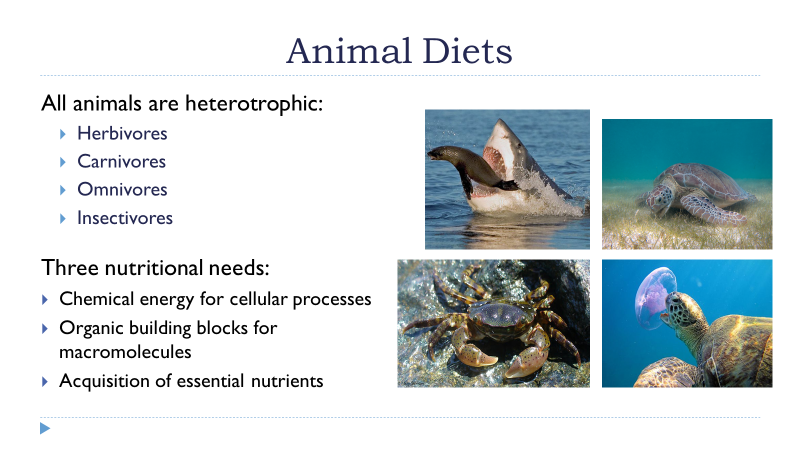 Animal Diets
All animals are heterotrophic:
Herbivores
Carnivores
Omnivores
Insectivores
Three nutritional needs:
Chemical energy for cellular processes
Organic building blocks for
macromolecules
Acquisition of essential nutrients